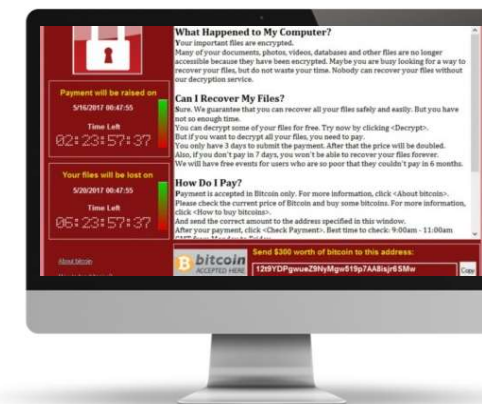 Payment will be raised on
5/16/2017 00:47:55
Time Left
02:23:57:37
Your files will be lost on
5/20/2017 00:47:55
Time Left
06:23:57:37
About bitcoin
What Happened to My Computer?
Your important files are encrypted.
Many of your documents, photos, videos, databases and other files are no longer
accessible because they have been encrypted. Maybe you are busy looking for a way to
recover your files, but do not waste your time. Nobody can recover your files without
our decryption service.
Can I Recover My Files?
Sure. We guarantee that you can recover all your files safely and easily. But you have
not so enough time.
You can decrypt some of your files for free. Try now by clicking <Decrypt>.
But if you want to decrypt all your files, you need to pay.
You only have 3 days to submit the payment. After that the price will be doubled.
Also, if you don't pay in 7 days, you won't be able to recover your files forever.
We will have free events for users who are so poor that they couldn't pay in 6 months.
How Do I Pay?
Payment is accepted in Bitcoin only. For more information, click <About bitcoin>.
Please check the current price of Bitcoin and buy some bitcoins. For more information,
click <How to buy bitcoins>.
And send the correct amount to the address specified in this window.
After your payment, click <Check Payment>. Best time to check: 9:00am - 11:00am
GMT from Monday to Friday.
bitcoin
ACCEPTED HERE
Send $300 worth of bitcoin to this address:
12t9YDPgwueZ9NyMgw519p7AA8isjr6SMw
Copy